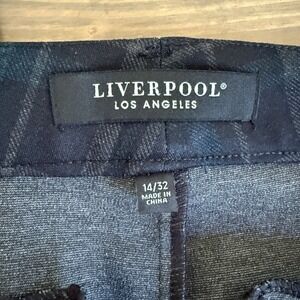 LIVERPOOL®
LOS ANGELES
14/32
MADE IN
CHINA